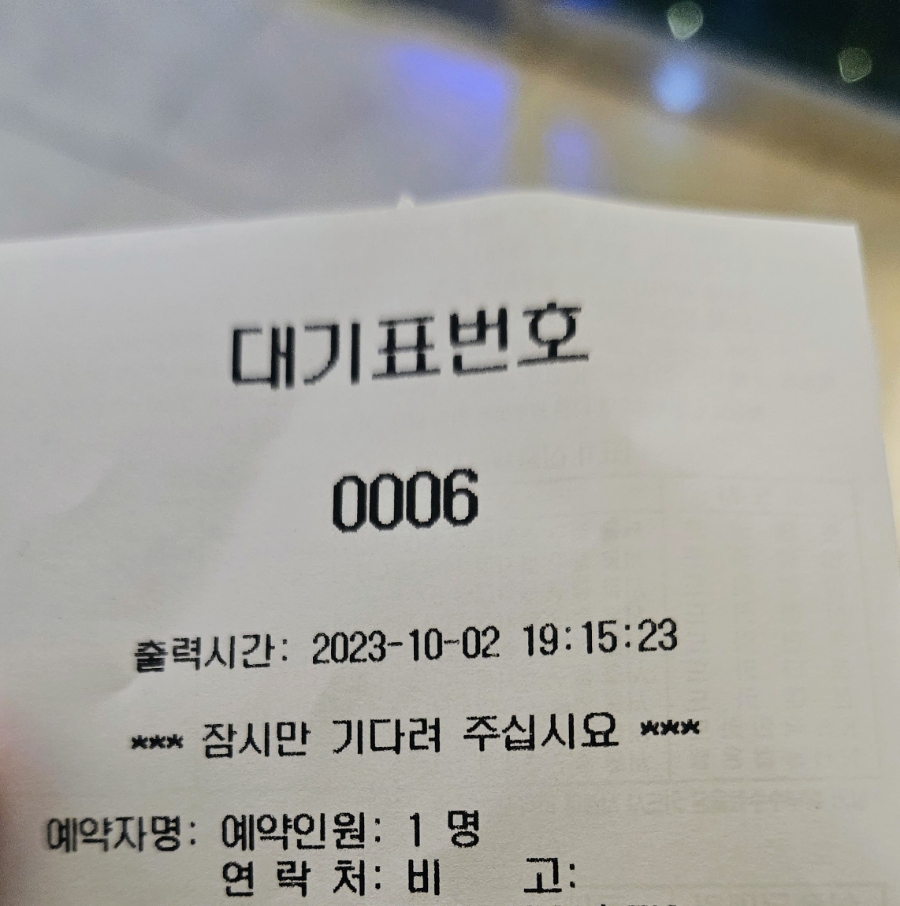 대기표번호
0006
출력시간: 2023-10-02 19:15:23
*** 잠시만 기다려 주십시요 ***
예약자명: 예약인원: 1 명
연 락 처: 비 고: